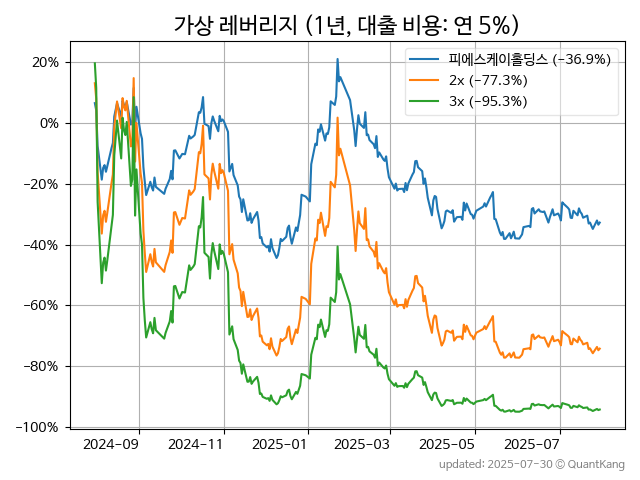 가상 레버리지 (1년, 대출 비용: 연 5%)
피에스케이홀딩스 (−36.9%)
2x (−77.3%)
3x (−95.3%)
20%
0%
−20%
−40%
−60%
−80%
−100%
2024-09 2024-11 2025-01 2025-03 2025-05 2025-07
updated: 2025-07-30 © QuantKang